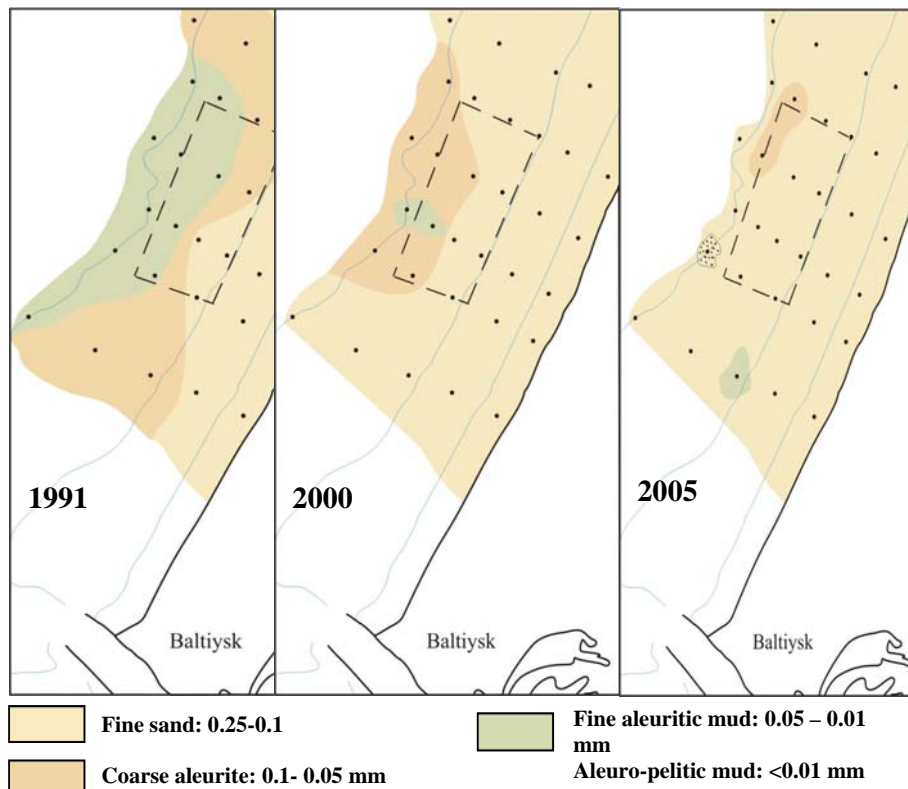 1991
2000
2005
Baltiysk
Baltiysk
Baltiysk
Fine sand: 0.25-0.1
Coarse aleurite: 0.1- 0.05 mm
Fine aleuritic mud: 0.05 – 0.01
mm
Aleuro-pelitic mud: <0.01 mm